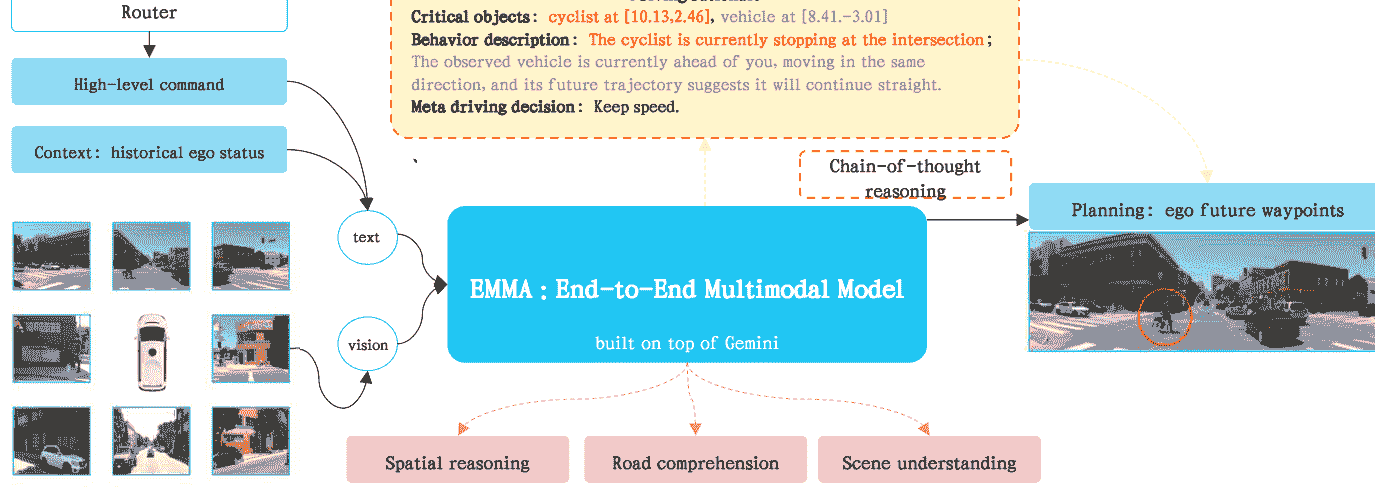 Router
High-level command
Context: historical ego status
Critical objects: cyclist at [10.13,2.46], vehicle at [8.41.-3.01]
Behavior description: The cyclist is currently stopping at the intersection;
The observed vehicle is currently ahead of you, moving in the same
direction, and its future trajectory suggests it will continue straight.
Meta driving decision: Keep speed.
Chain-of-thought
reasoning
Planning: ego future waypoints
text
vision
EMMA: End-to-End Multimodal Model
built on top of Gemini
Spatial reasoning
Road comprehension
Scene understanding